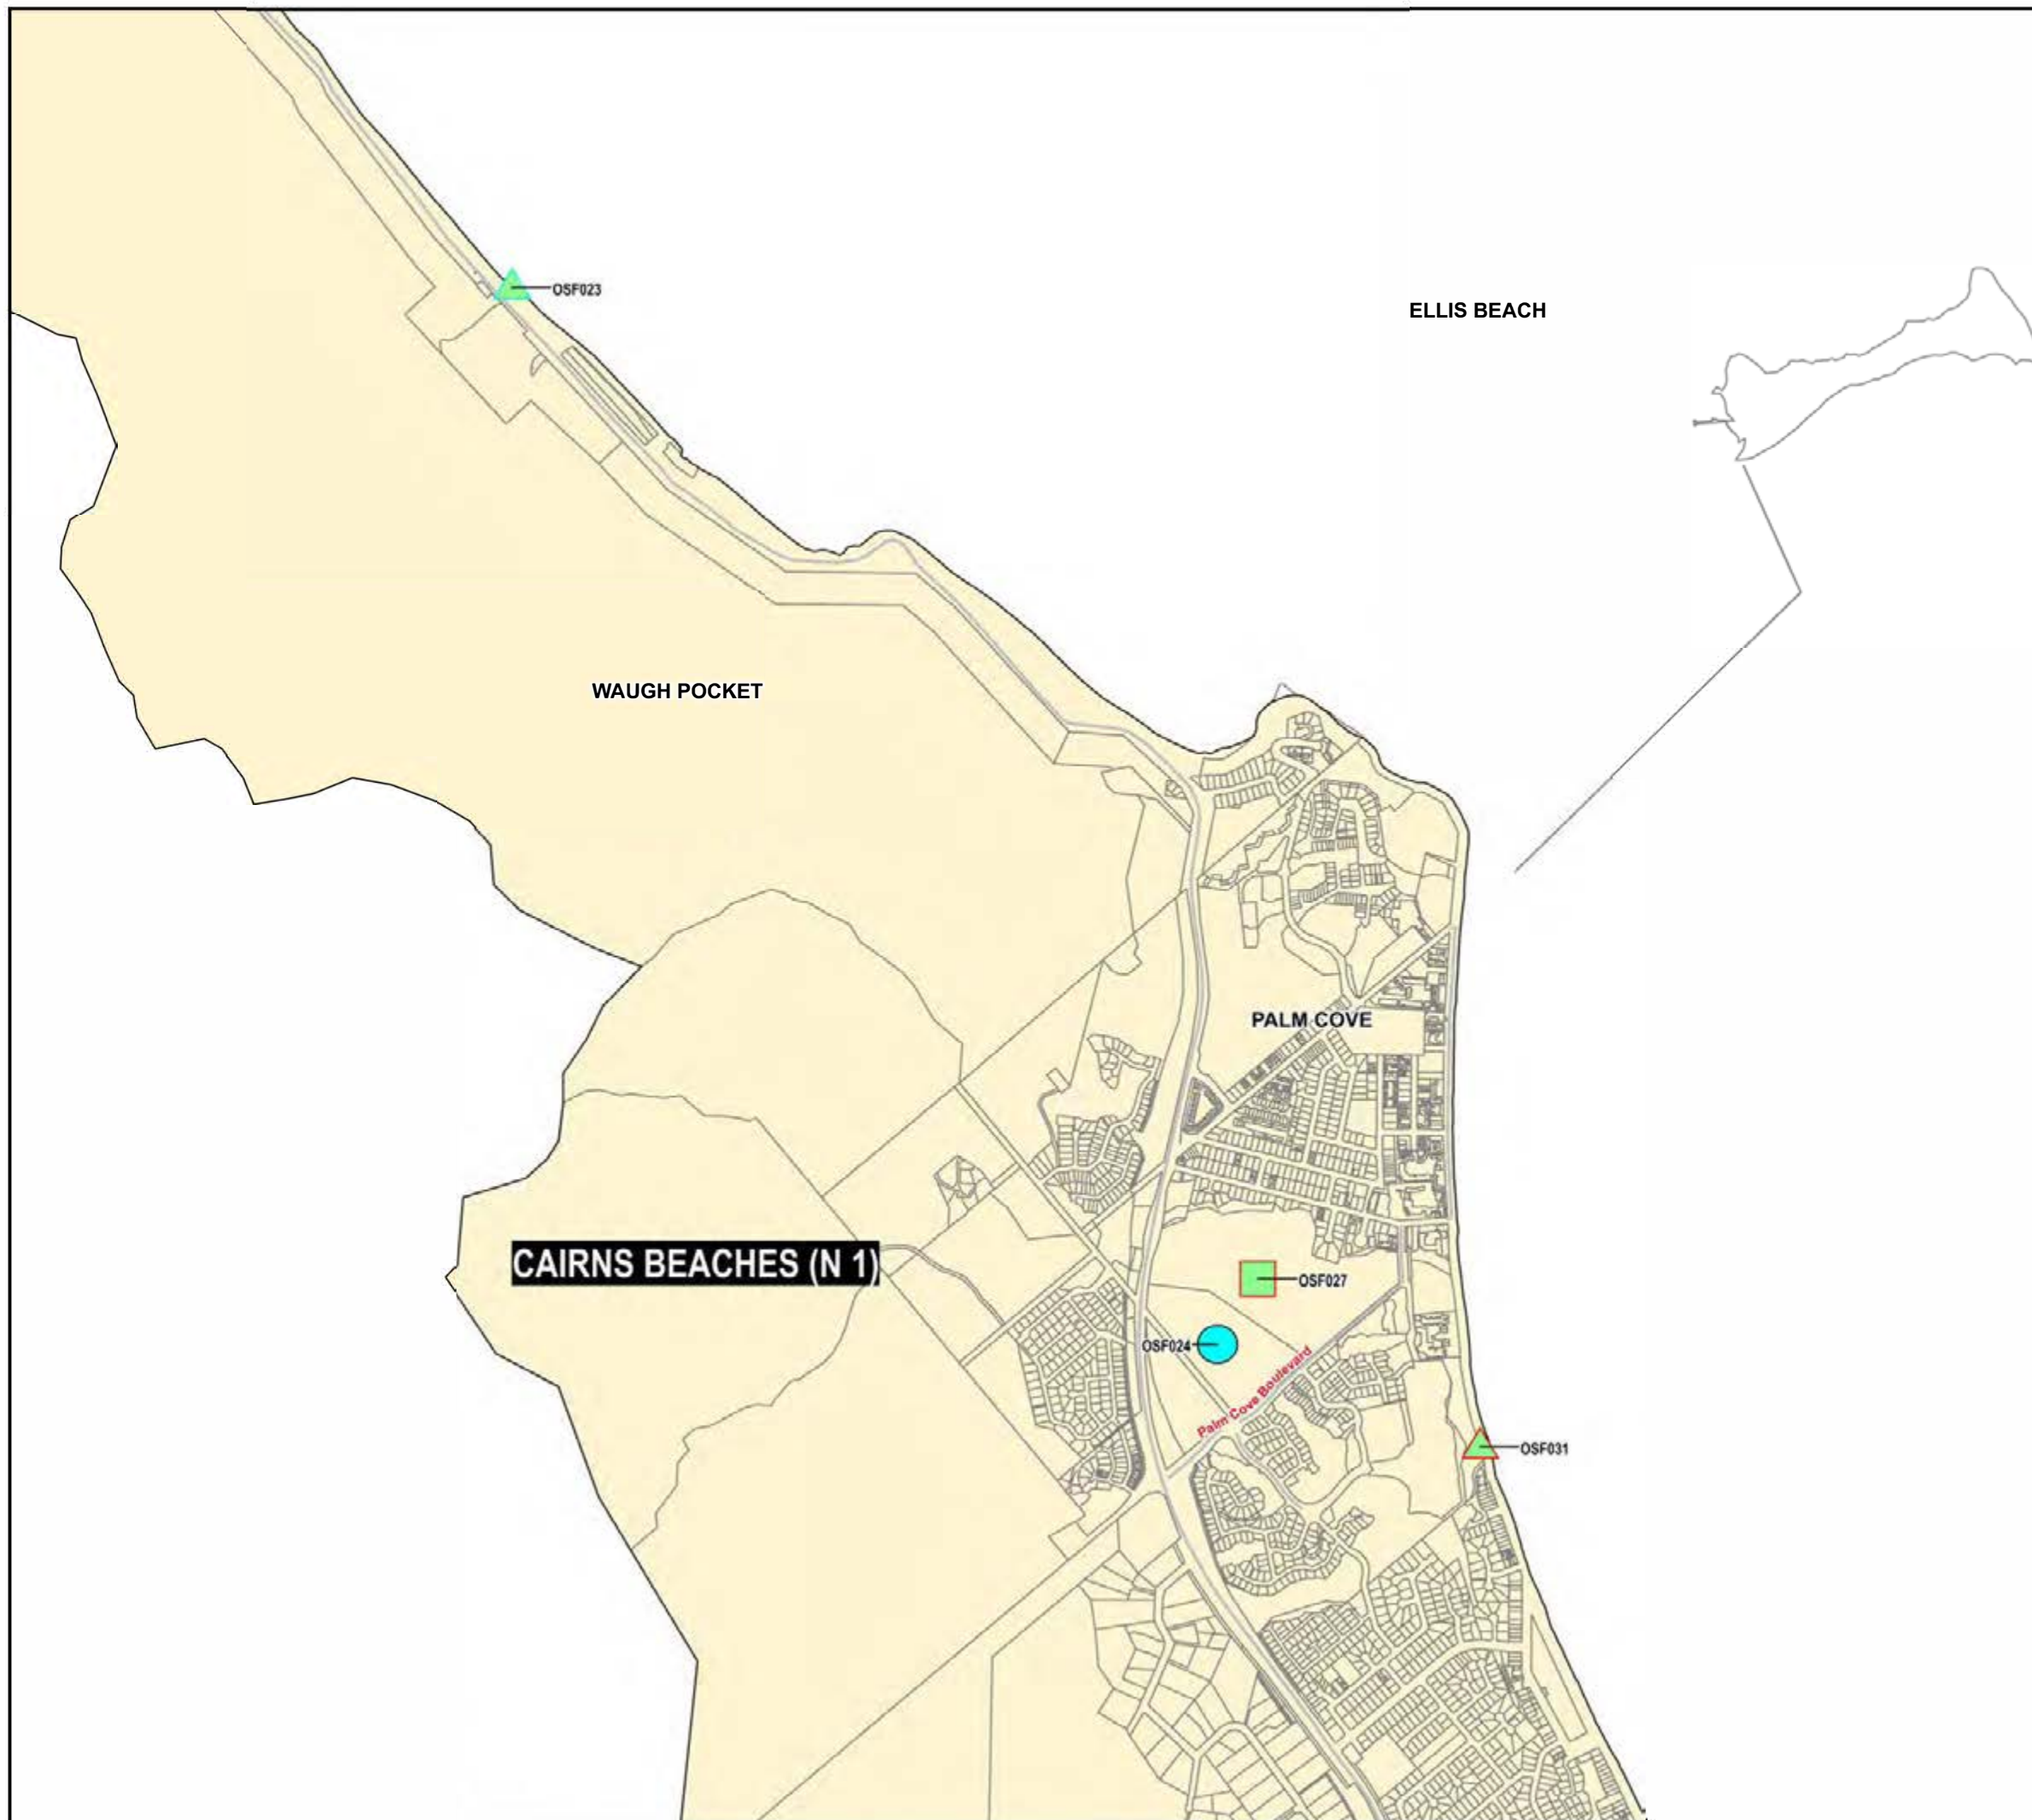 OSF023
ELLIS BEACH
WAUGH POCKET
PALM COVE
CAIRNS BEACHES (N 1)
OSF027
OSF024
Palm Cove Boulevard
OSF031